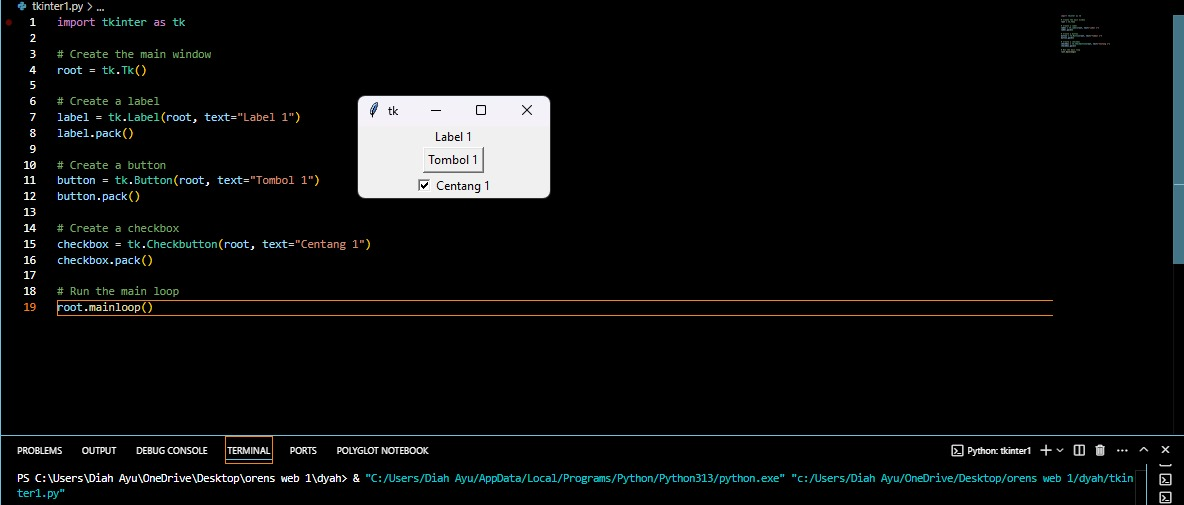 tkinter1.py > ...
1 import tkinter as tk
2
3 # Create the main window
4 root = tk.Tk()
5
6 # Create a label
7 label = tk.Label(root, text="Label 1")
8 label.pack()
9
10 # Create a button
11 button = tk.Button(root, text="Tombol 1")
12 button.pack()
13
14 # Create a checkbox
15 checkbox = tk.Checkbutton(root, text="Centang 1")
16 checkbox.pack()
17
18 # Run the main loop
19 root.mainloop()
tk
Label 1
Tombol 1
Centang 1
PROBLEMS OUTPUT DEBUG CONSOLE TERMINAL PORTS POLYGLOT NOTEBOOK Python: tkinter1
PS C:\Users\Diah Ayu\OneDrive\Desktop\orens web 1\dyah> & "C:/Users/Diah Ayu/AppData/Local/Programs/Python/Python313/python.exe" "c:/Users/Diah Ayu/OneDrive/Desktop/orens web 1/dyah/tkin
ter1.py"